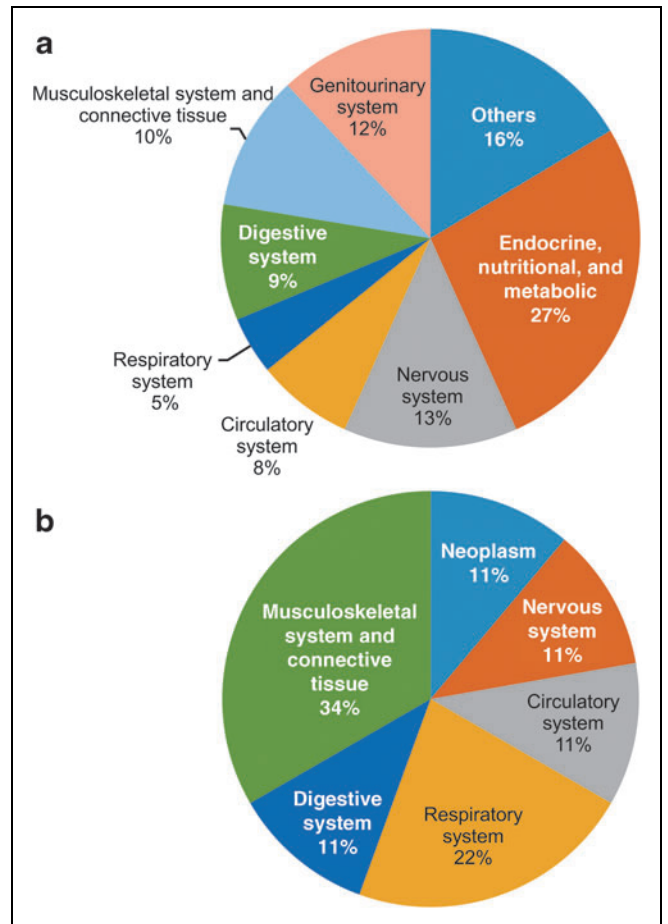 a
Genitourinary
system
12%
Others
16%
Musculoskeletal system and
connective tissue
10%
Endocrine,
nutritional, and
metabolic
27%
Digestive
system
9%
Respiratory
system
5%
Nervous
system
13%
Circulatory
system
8%
b
Neoplasm
11%
Nervous
system
11%
Musculoskeletal
system and
connective
tissue
34%
Circulatory
system
11%
Digestive
system
11%
Respiratory
system
22%